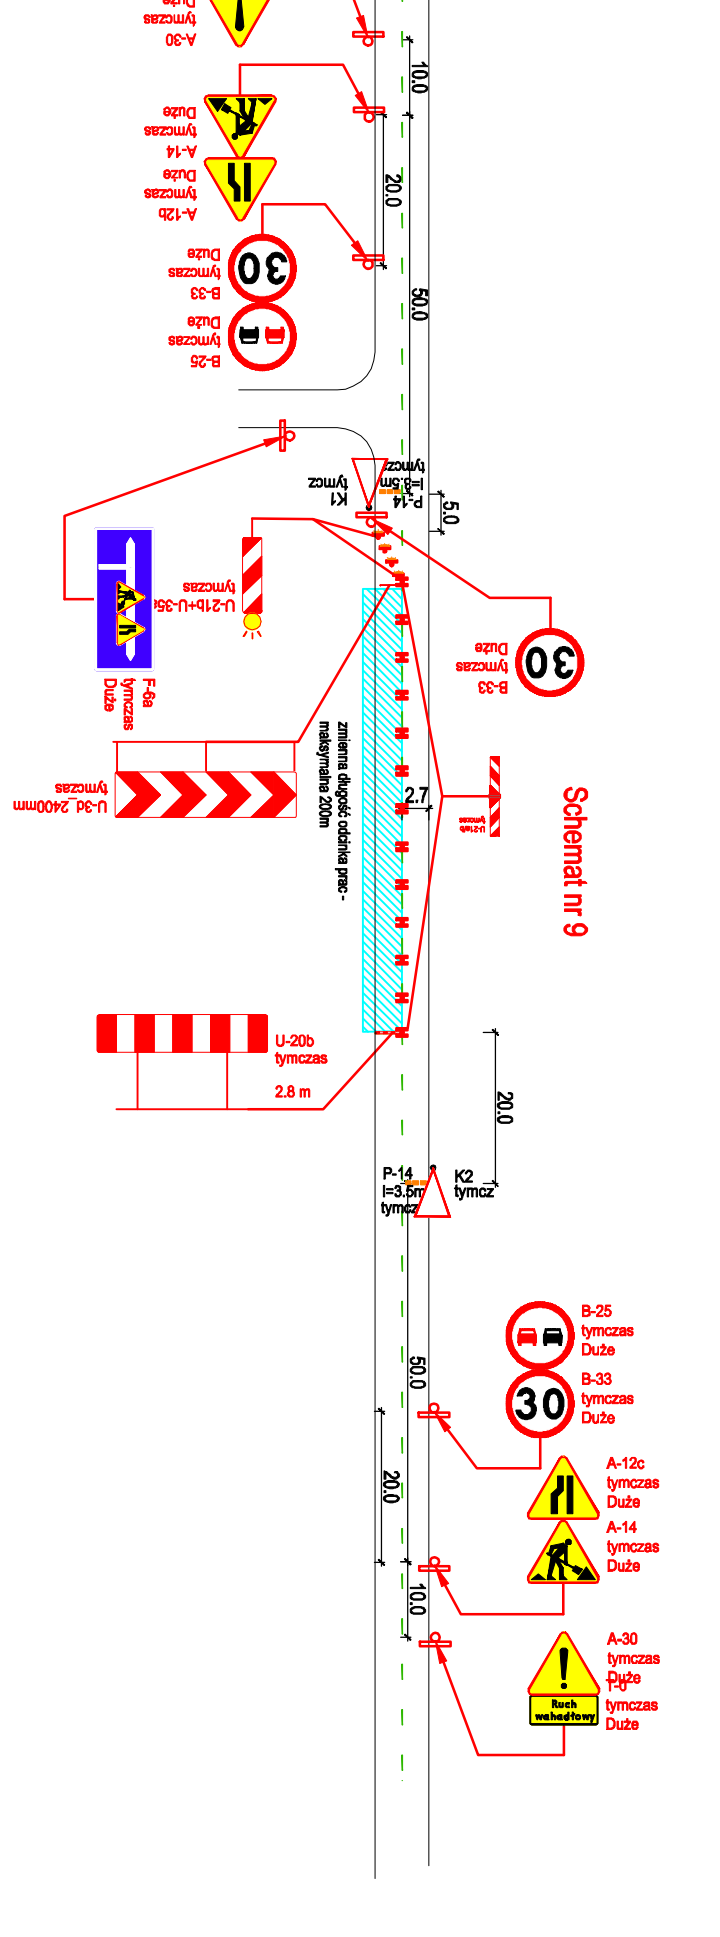 Duże
tymczas
A-30
10.0
Duże
tymczas
A-14
Duże
tymczas
A-12b
20.0
30
Duże
tymczas
B-33
50.0
Duże
tymczas
B-25
tymcz
K1
tymcz
l=3.5m
P-14
5.0
tymczas
U-21b+U-35a
30
Duże
tymczas
B-33
F-6a
tymczas
Duże
zmienna długość odcinka prac -
maksymalna 200m
tymczas
U-3d_2400mm
2.7
tymczas
U-21a/b
Schemat nr 9
U-20b
tymczas
2.8 m
20.0
P-14
l=3.5m
tymcz
K2
tymcz
B-25
tymczas
Duże
50.0
30
B-33
tymczas
Duże
20.0
A-12c
tymczas
Duże
A-14
tymczas
Duże
10.0
A-30
tymczas
Duże
T-0
tymczas
Duże
Ruch
wahadłowy